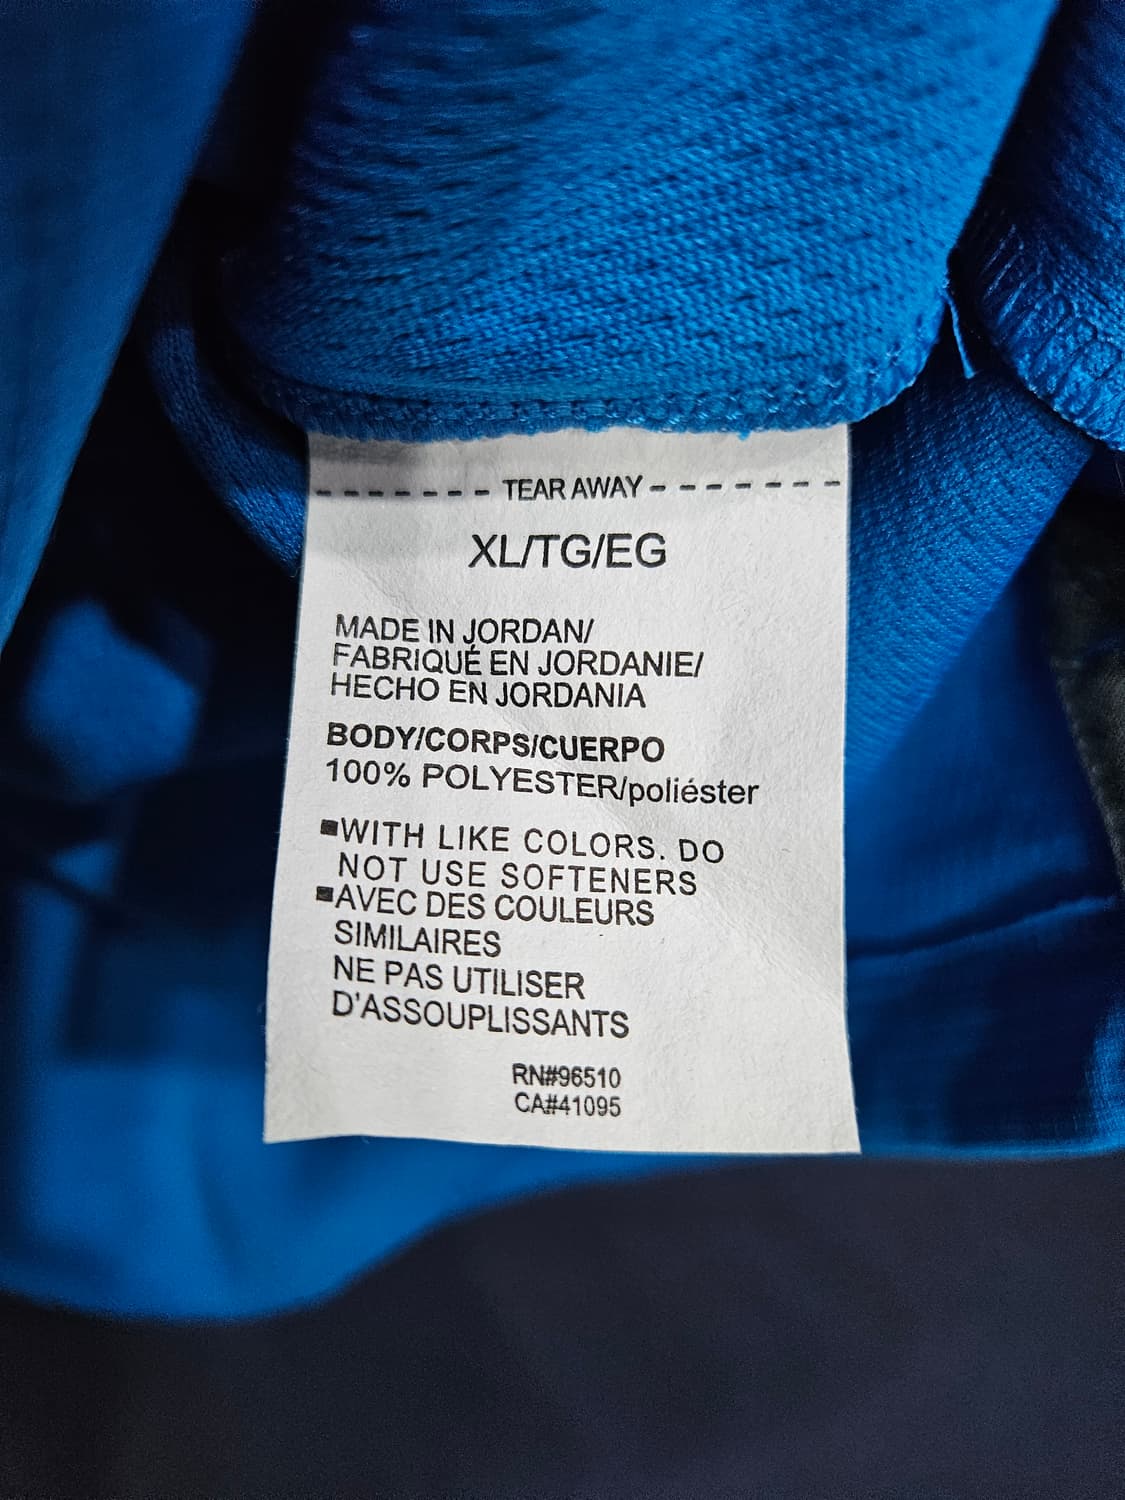 ------- TEAR AWAY -------
XL/TG/EG
MADE IN JORDAN/
FABRIQUÉ EN JORDANIE/
HECHO EN JORDANIA
BODY/CORPS/CUERPO
100% POLYESTER/poliéster
▪WITH LIKE COLORS. DO
NOT USE SOFTENERS
▪AVEC DES COULEURS
SIMILAIRES
NE PAS UTILISER
D'ASSOUPLISSANTS
RN#96510
CA#41095